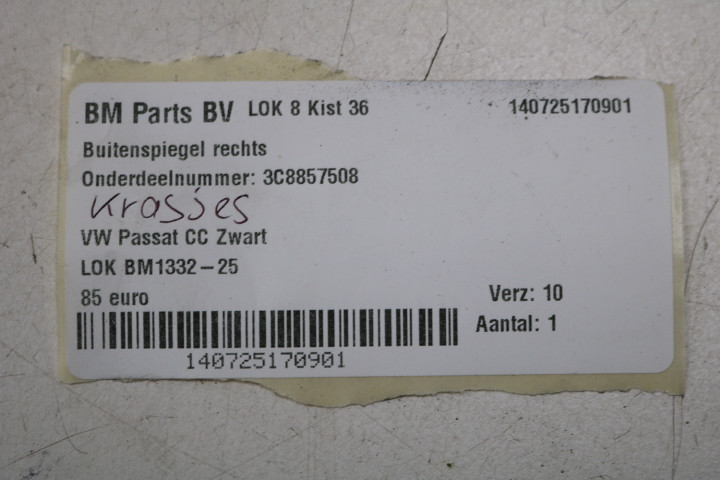 BM Parts BV LOK 8 Kist 36 140725170901
Buitenspiegel rechts
Onderdeelnummer: 3C8857508
Krasjes
VW Passat CC Zwart
LOK BM1332-25
85 euro Verz: 10
Aantal: 1
140725170901